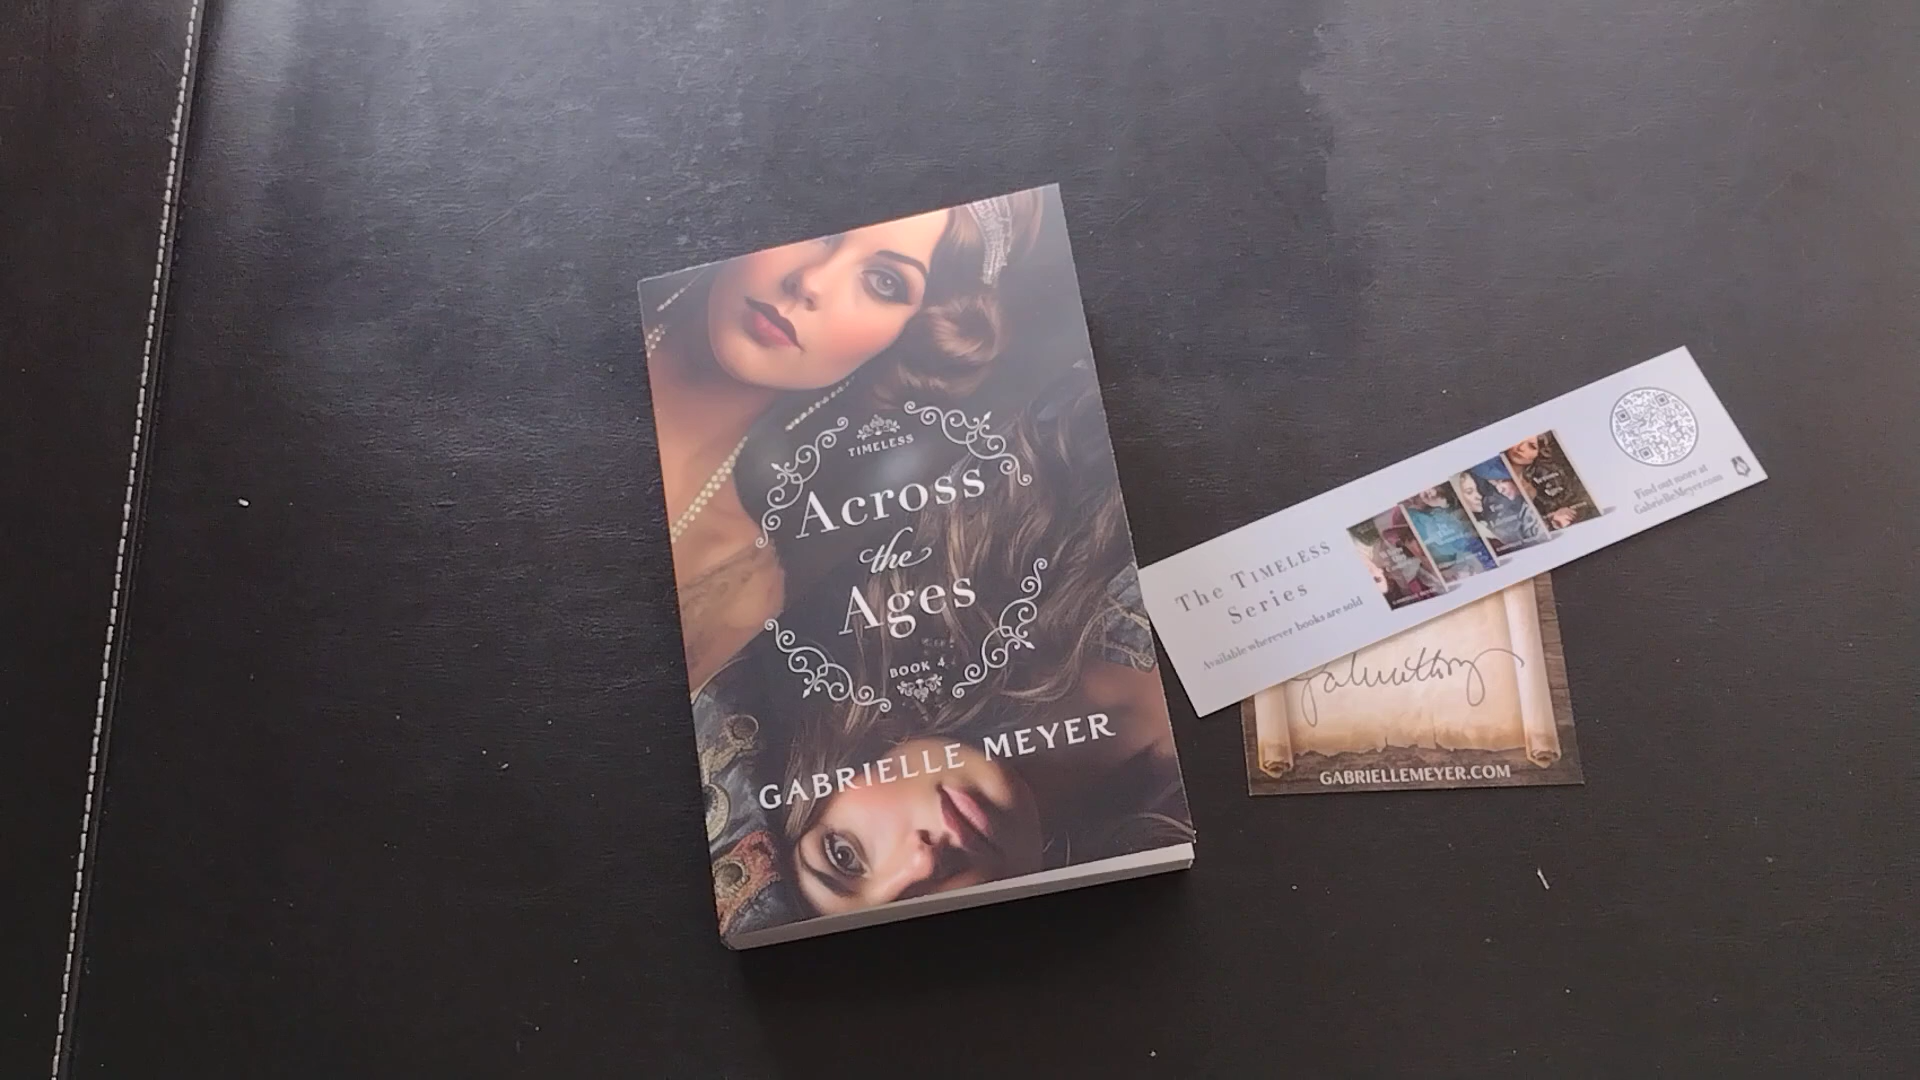 TIMELESS
Across
the
Ages
BOOK 4
GABRIELLE MEYER
The TIMELESS
Series
Available wherever books are sold
Find out more at
GabrielleMeyer.com
GABRIELLEMEYER.COM